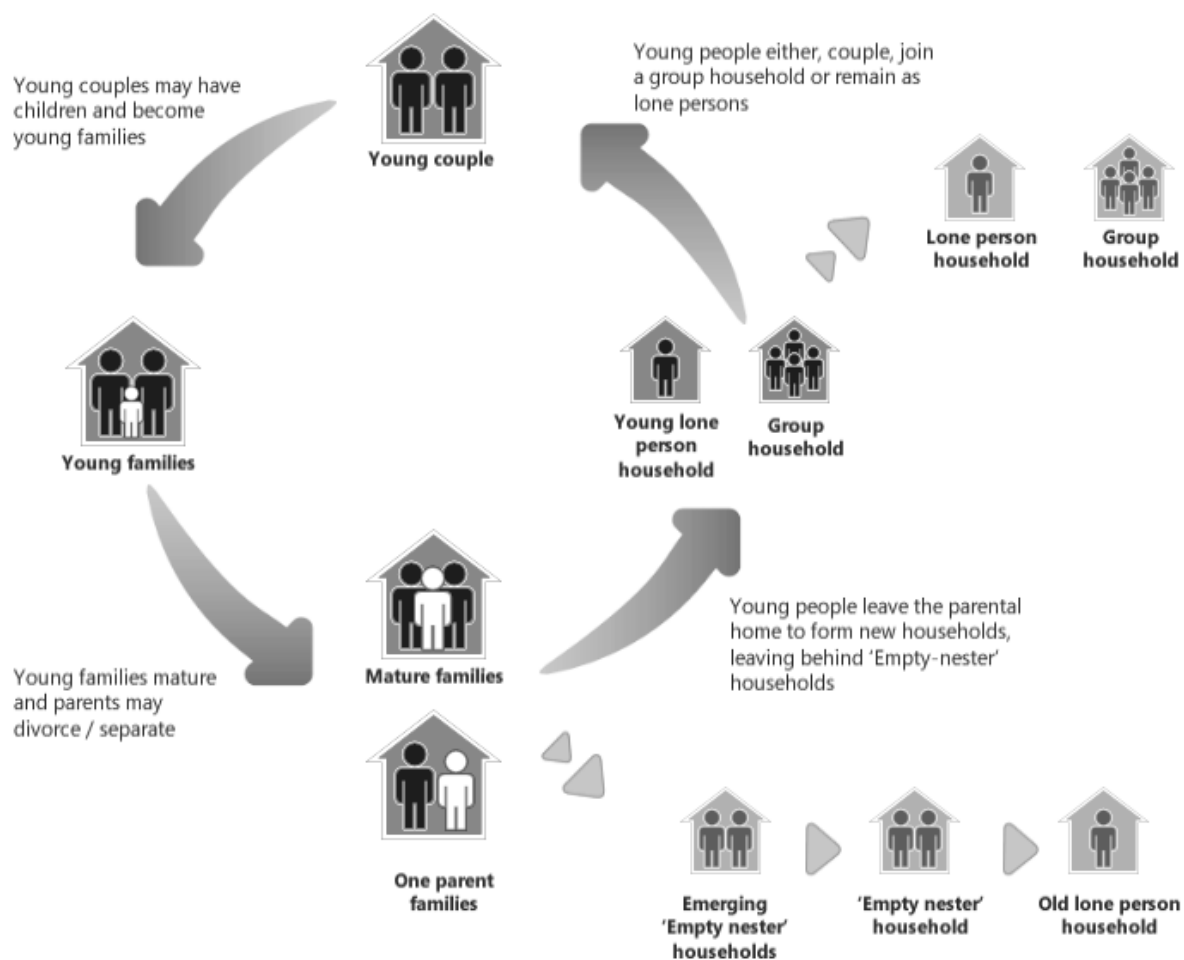 Young couples may have
children and become
young families
Young couple
Young people either, couple, join
a group household or remain as
lone persons
Lone person
household
Group
household
Young families
Young lone
person
household
Group
household
Young families mature
and parents may
divorce / separate
Mature families
Young people leave the parental
home to form new households,
leaving behind ‘Empty-nester’
households
One parent
families
Emerging
‘Empty nester’
households
‘Empty nester’
household
Old lone person
household